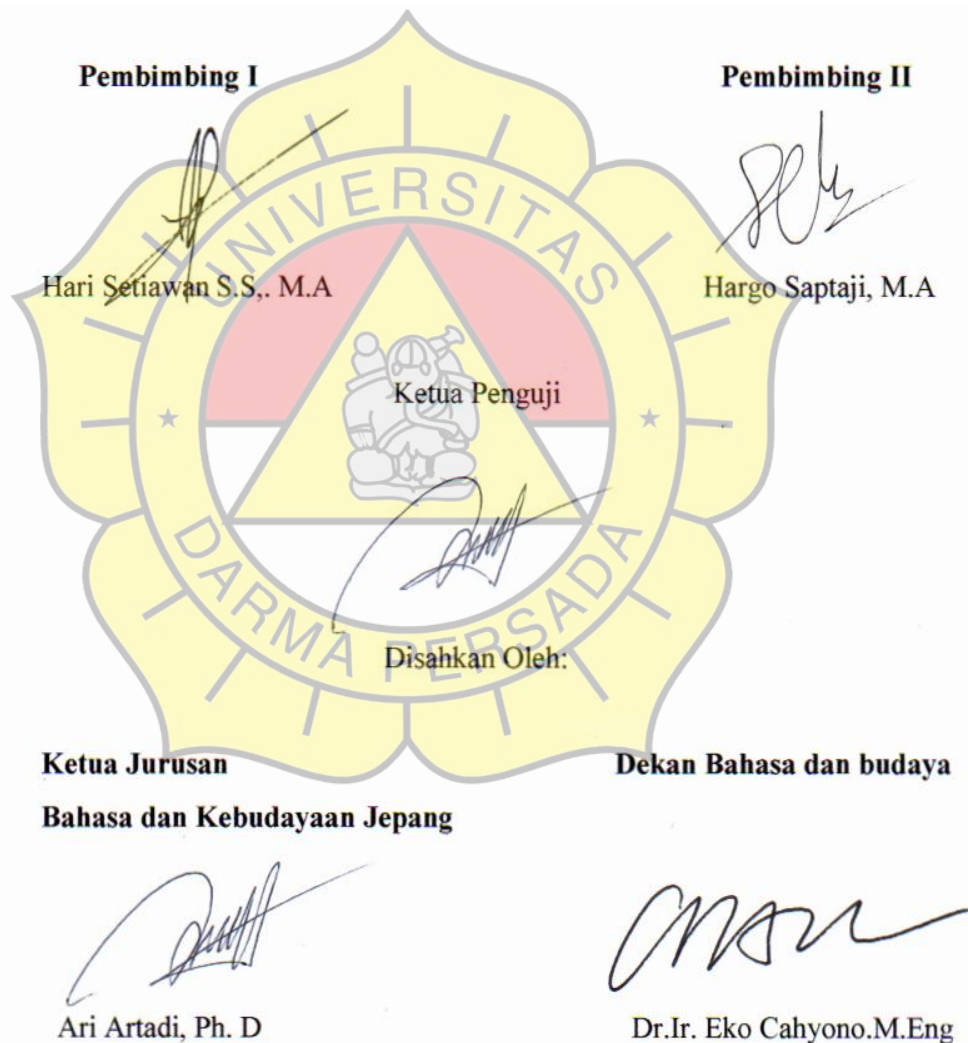 Pembimbing I
Pembimbing II
Hari Setiawan S.S,. M.A
Hargo Saptaji, M.A
UNIVERSITAS
Ketua Penguji
DARMA PERSADA
Disahkan Oleh:
Ketua Jurusan
Bahasa dan Kebudayaan Jepang
Dekan Bahasa dan budaya
Ari Artadi, Ph. D
Dr.Ir. Eko Cahyono.M.Eng